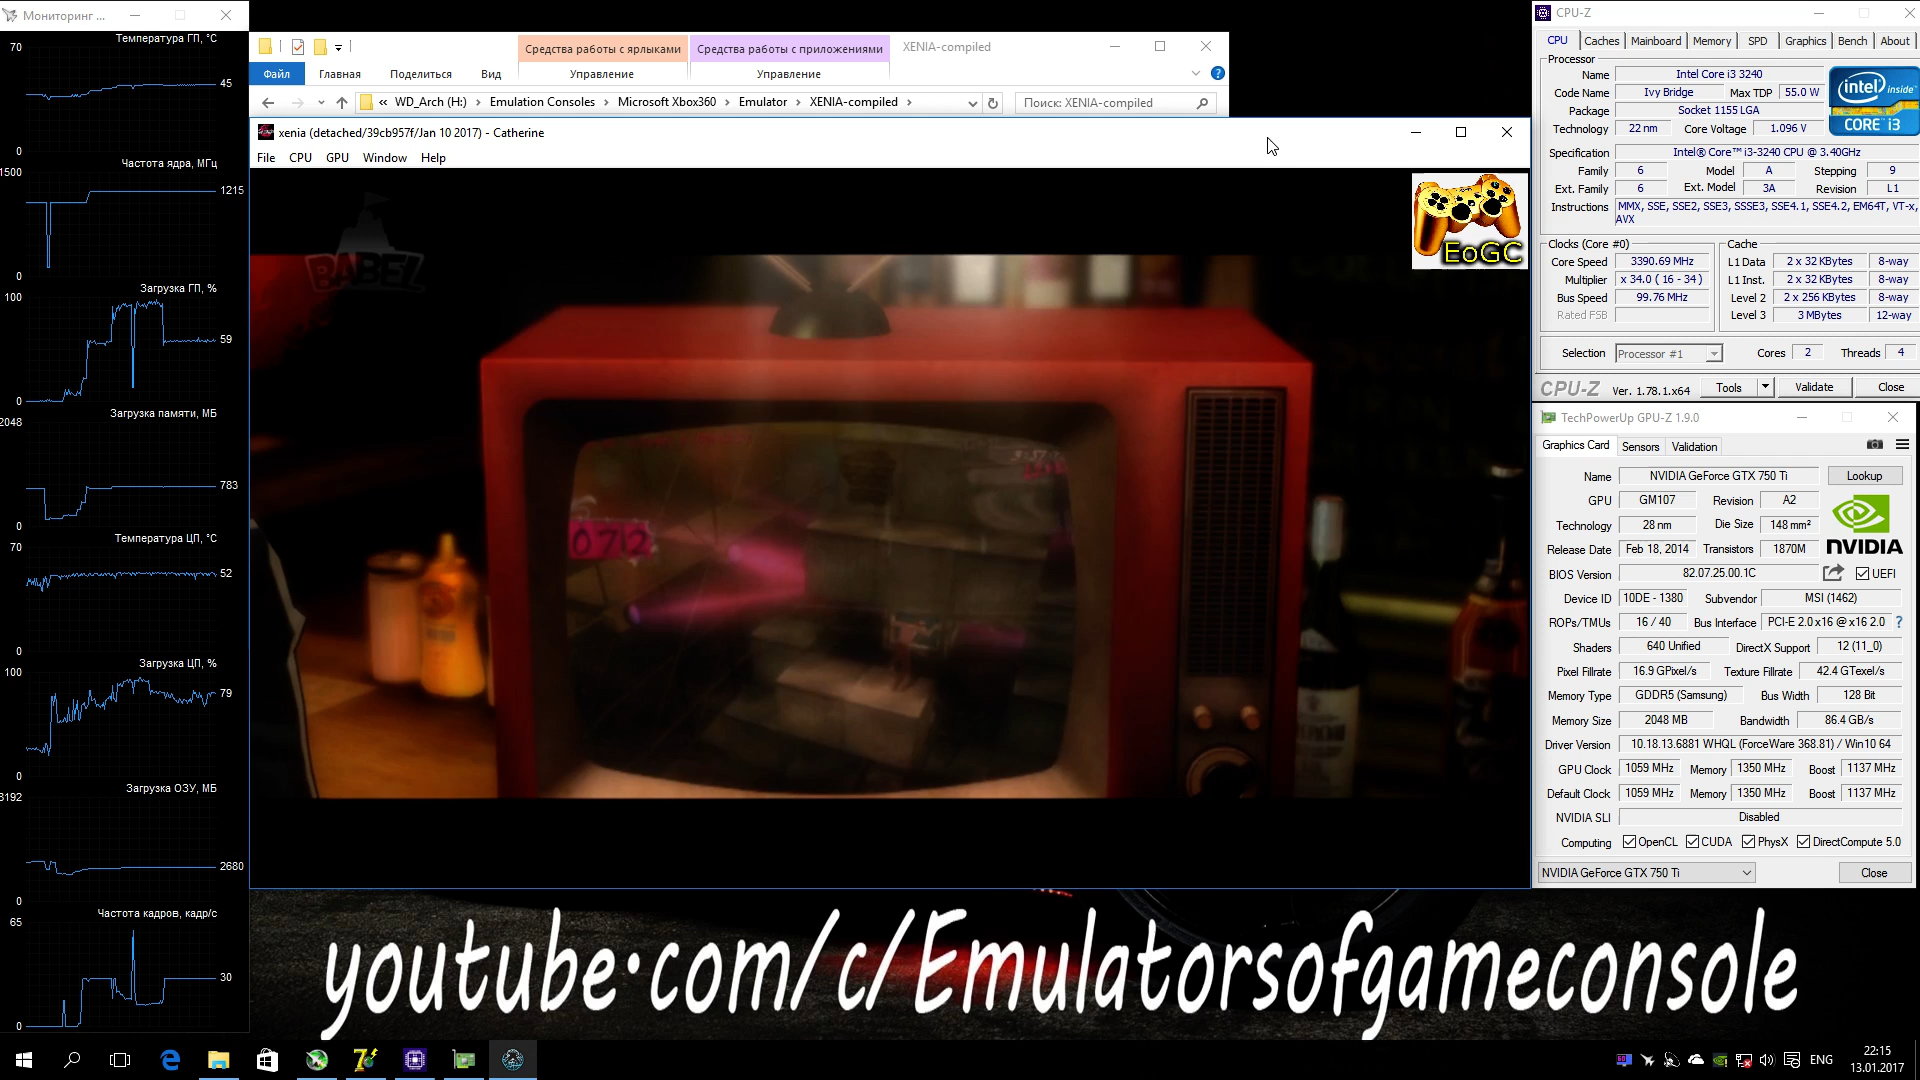 Мониторинг ...
Температура ГП, °C
70
45
0
Частота ядра, МГц
1500
1215
0
Загрузка ГП, %
100
59
0
Загрузка памяти, МБ
2048
783
0
Температура ЦП, °C
70
52
0
Загрузка ЦП, %
100
79
0
Загрузка ОЗУ, МБ
8192
2680
0
Частота кадров, кадр/с
65
30
0
Средства работы с ярлыками
Средства работы с приложениями
XENIA-compiled
Файл
Главная
Поделиться
Вид
Управление
Управление
« WD_Arch (H:) › Emulation Consoles › Microsoft Xbox360 › Emulator › XENIA-compiled ›
Поиск: XENIA-compiled
xenia (detached/39cb957f/Jan 10 2017) - Catherine
File CPU GPU Window Help
BABEL
EoGC
0712
CPU-Z
CPU Caches Mainboard Memory SPD Graphics Bench About
Processor
Name Intel Core i3 3240
Code Name Ivy Bridge Max TDP 55.0 W
Package Socket 1155 LGA
Technology 22 nm Core Voltage 1.096 V
intel inside™
CORE i3
Specification Intel® Core™ i3-3240 CPU @ 3.40GHz
Family 6 Model A Stepping 9
Ext. Family 6 Ext. Model 3A Revision L1
Instructions MMX, SSE, SSE2, SSE3, SSSE3, SSE4.1, SSE4.2, EM64T, VT-x,
AVX
Clocks (Core #0)
Core Speed 3390.69 MHz
Multiplier x 34.0 ( 16 - 34 )
Bus Speed 99.76 MHz
Rated FSB
Cache
L1 Data 2 x 32 KBytes 8-way
L1 Inst. 2 x 32 KBytes 8-way
Level 2 2 x 256 KBytes 8-way
Level 3 3 MBytes 12-way
Selection Processor #1 Cores 2 Threads 4
CPU-Z Ver. 1.78.1.x64 Tools Validate Close
TechPowerUp GPU-Z 1.9.0
Graphics Card Sensors Validation
Name NVIDIA GeForce GTX 750 Ti Lookup
GPU GM107 Revision A2
Technology 28 nm Die Size 148 mm²
Release Date Feb 18, 2014 Transistors 1870M
NVIDIA
BIOS Version 82.07.25.00.1C UEFI
Device ID 10DE - 1380 Subvendor MSI (1462)
ROPs/TMUs 16 / 40 Bus Interface PCI-E 2.0 x16 @ x16 2.0 ?
Shaders 640 Unified DirectX Support 12 (11_0)
Pixel Fillrate 16.9 GPixel/s Texture Fillrate 42.4 GTexel/s
Memory Type GDDR5 (Samsung) Bus Width 128 Bit
Memory Size 2048 MB Bandwidth 86.4 GB/s
Driver Version 10.18.13.6881 WHQL (ForceWare 368.81) / Win10 64
GPU Clock 1059 MHz Memory 1350 MHz Boost 1137 MHz
Default Clock 1059 MHz Memory 1350 MHz Boost 1137 MHz
NVIDIA SLI Disabled
Computing OpenCL CUDA PhysX DirectCompute 5.0
NVIDIA GeForce GTX 750 Ti Close
youtube.com/c/Emulatorsofgameconsole
ENG
22:15
13.01.2017